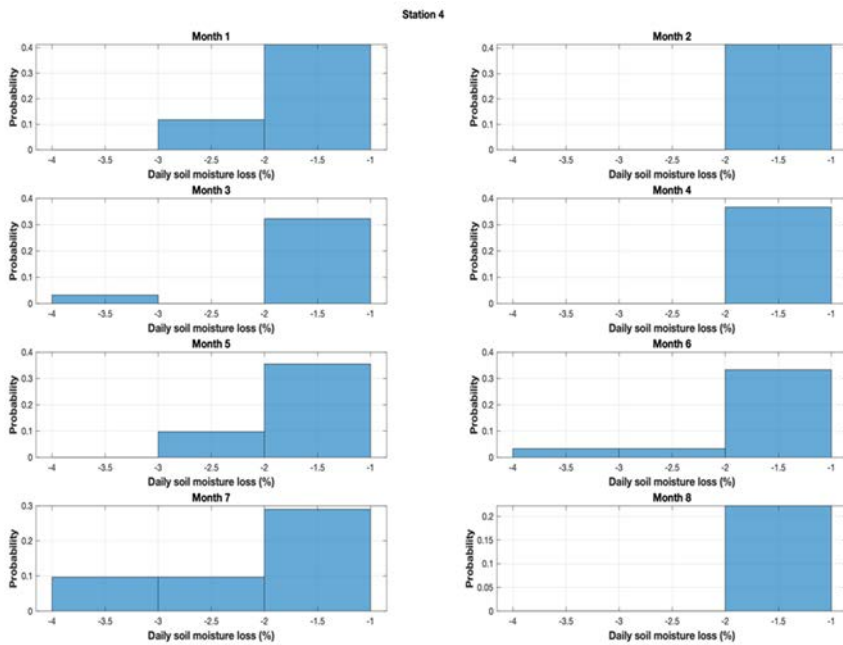 Station 4
Month 1
Probability
0.4
0.3
0.2
0.1
0
-4 -3.5 -3 -2.5 -2 -1.5 -1
Daily soil moisture loss (%)
Month 2
Probability
0.4
0.3
0.2
0.1
0
-4 -3.5 -3 -2.5 -2 -1.5 -1
Daily soil moisture loss (%)
Month 3
Probability
0.4
0.3
0.2
0.1
0
-4 -3.5 -3 -2.5 -2 -1.5 -1
Daily soil moisture loss (%)
Month 4
Probability
0.4
0.3
0.2
0.1
0
-4 -3.5 -3 -2.5 -2 -1.5 -1
Daily soil moisture loss (%)
Month 5
Probability
0.4
0.3
0.2
0.1
0
-4 -3.5 -3 -2.5 -2 -1.5 -1
Daily soil moisture loss (%)
Month 6
Probability
0.4
0.3
0.2
0.1
0
-4 -3.5 -3 -2.5 -2 -1.5 -1
Daily soil moisture loss (%)
Month 7
Probability
0.3
0.2
0.1
0
-4 -3.5 -3 -2.5 -2 -1.5 -1
Daily soil moisture loss (%)
Month 8
Probability
0.2
0.15
0.1
0.05
0
-4 -3.5 -3 -2.5 -2 -1.5 -1
Daily soil moisture loss (%)